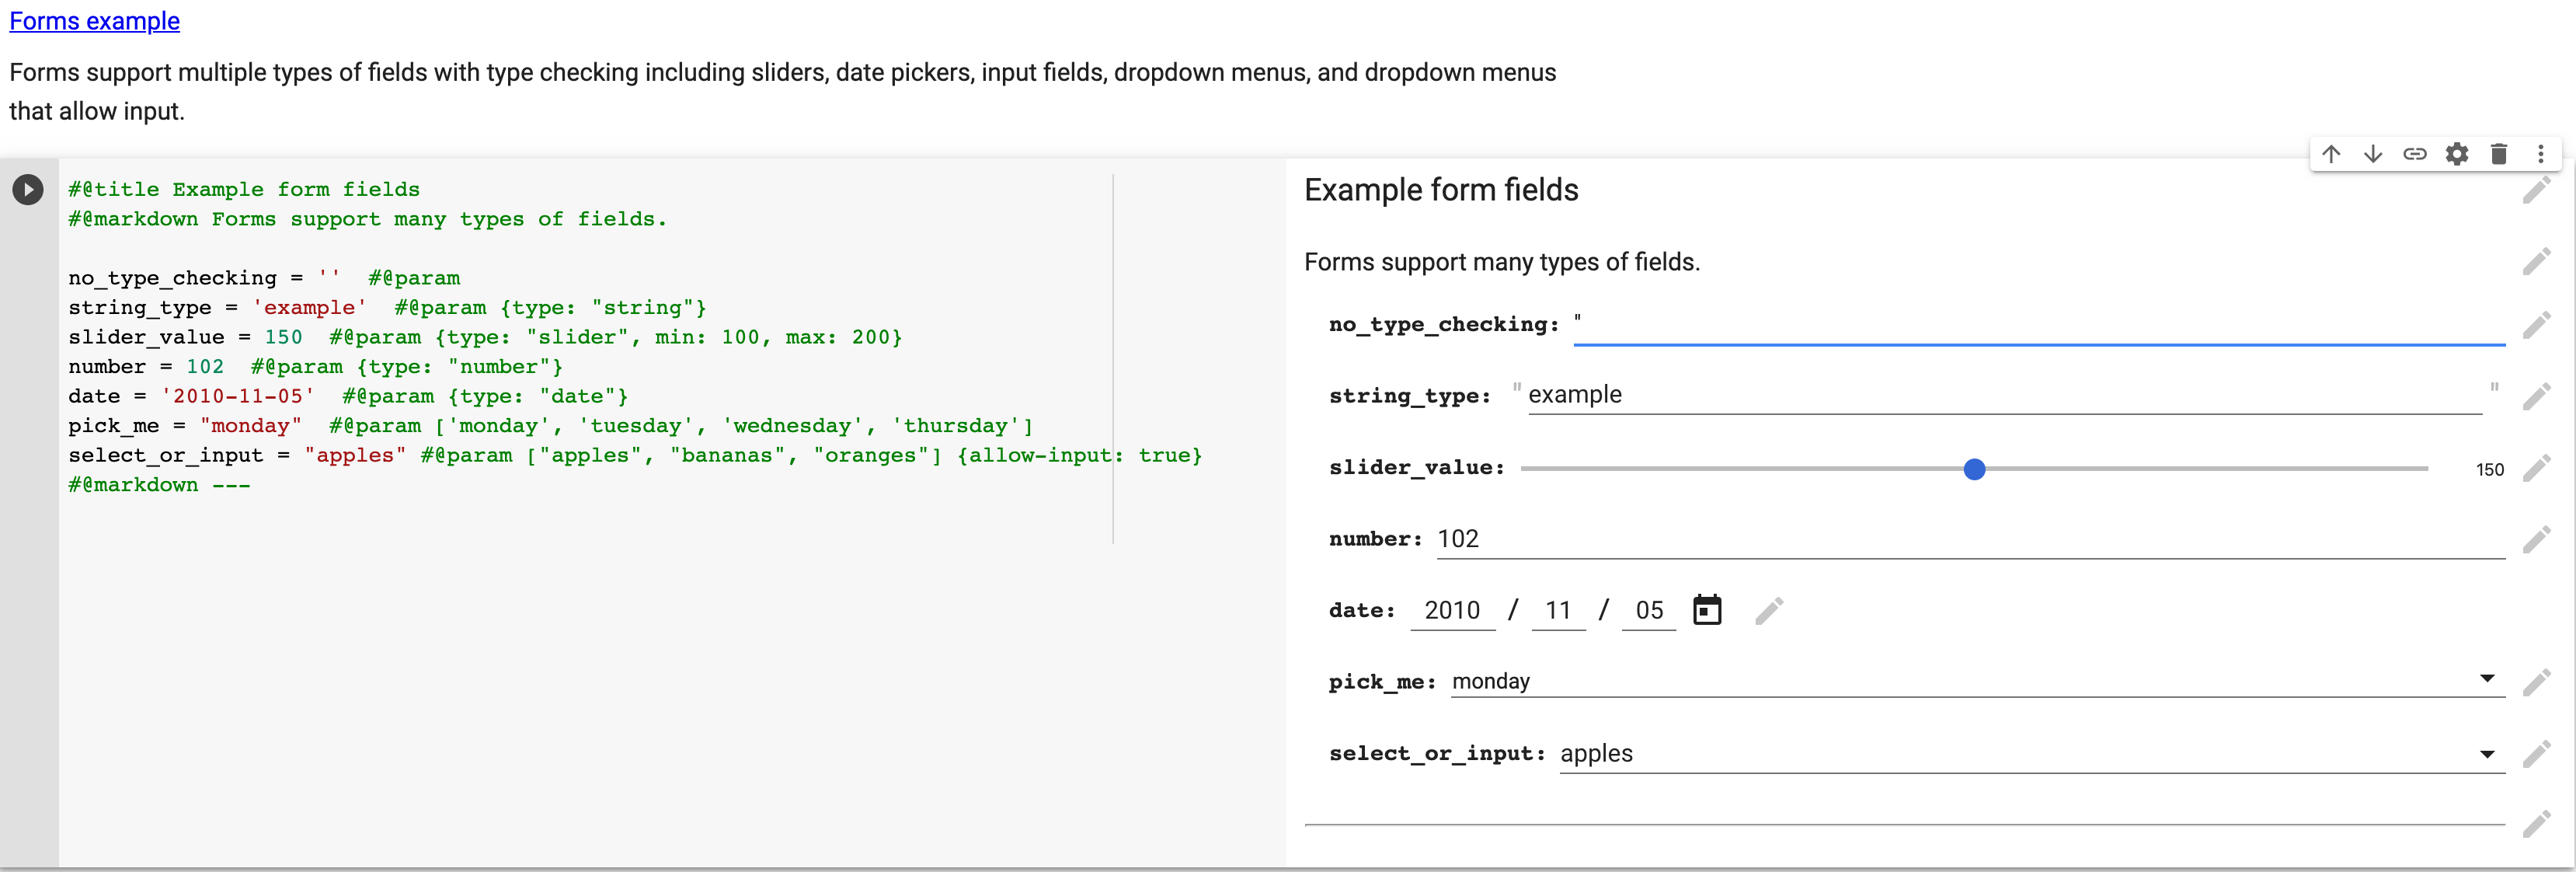 Forms example
Forms support multiple types of fields with type checking including sliders, date pickers, input fields, dropdown menus, and dropdown menus
that allow input.
#@title Example form fields
#@markdown Forms support many types of fields.
no_type_checking = ''  #@param
string_type = 'example'  #@param {type: "string"}
slider_value = 150  #@param {type: "slider", min: 100, max: 200}
number = 102  #@param {type: "number"}
date = '2010-11-05'  #@param {type: "date"}
pick_me = "monday"  #@param ['monday', 'tuesday', 'wednesday', 'thursday']
select_or_input = "apples" #@param ["apples", "bananas", "oranges"] {allow-input: true}
#@markdown ---
Example form fields
Forms support many types of fields.
no_type_checking: ''
string_type: " example "
slider_value: 150
number: 102
date: 2010 / 11 / 05
pick_me: monday
select_or_input: apples